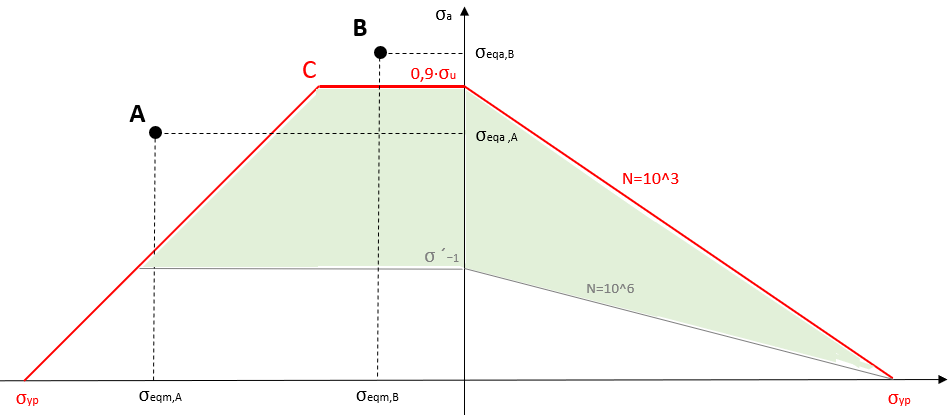 σa
B
σeqa,B
C
0,9·σu
A
σeqa ,A
N=10^3
σ´−1
N=10^6
σyp
σeqm,A
σeqm,B
σyp